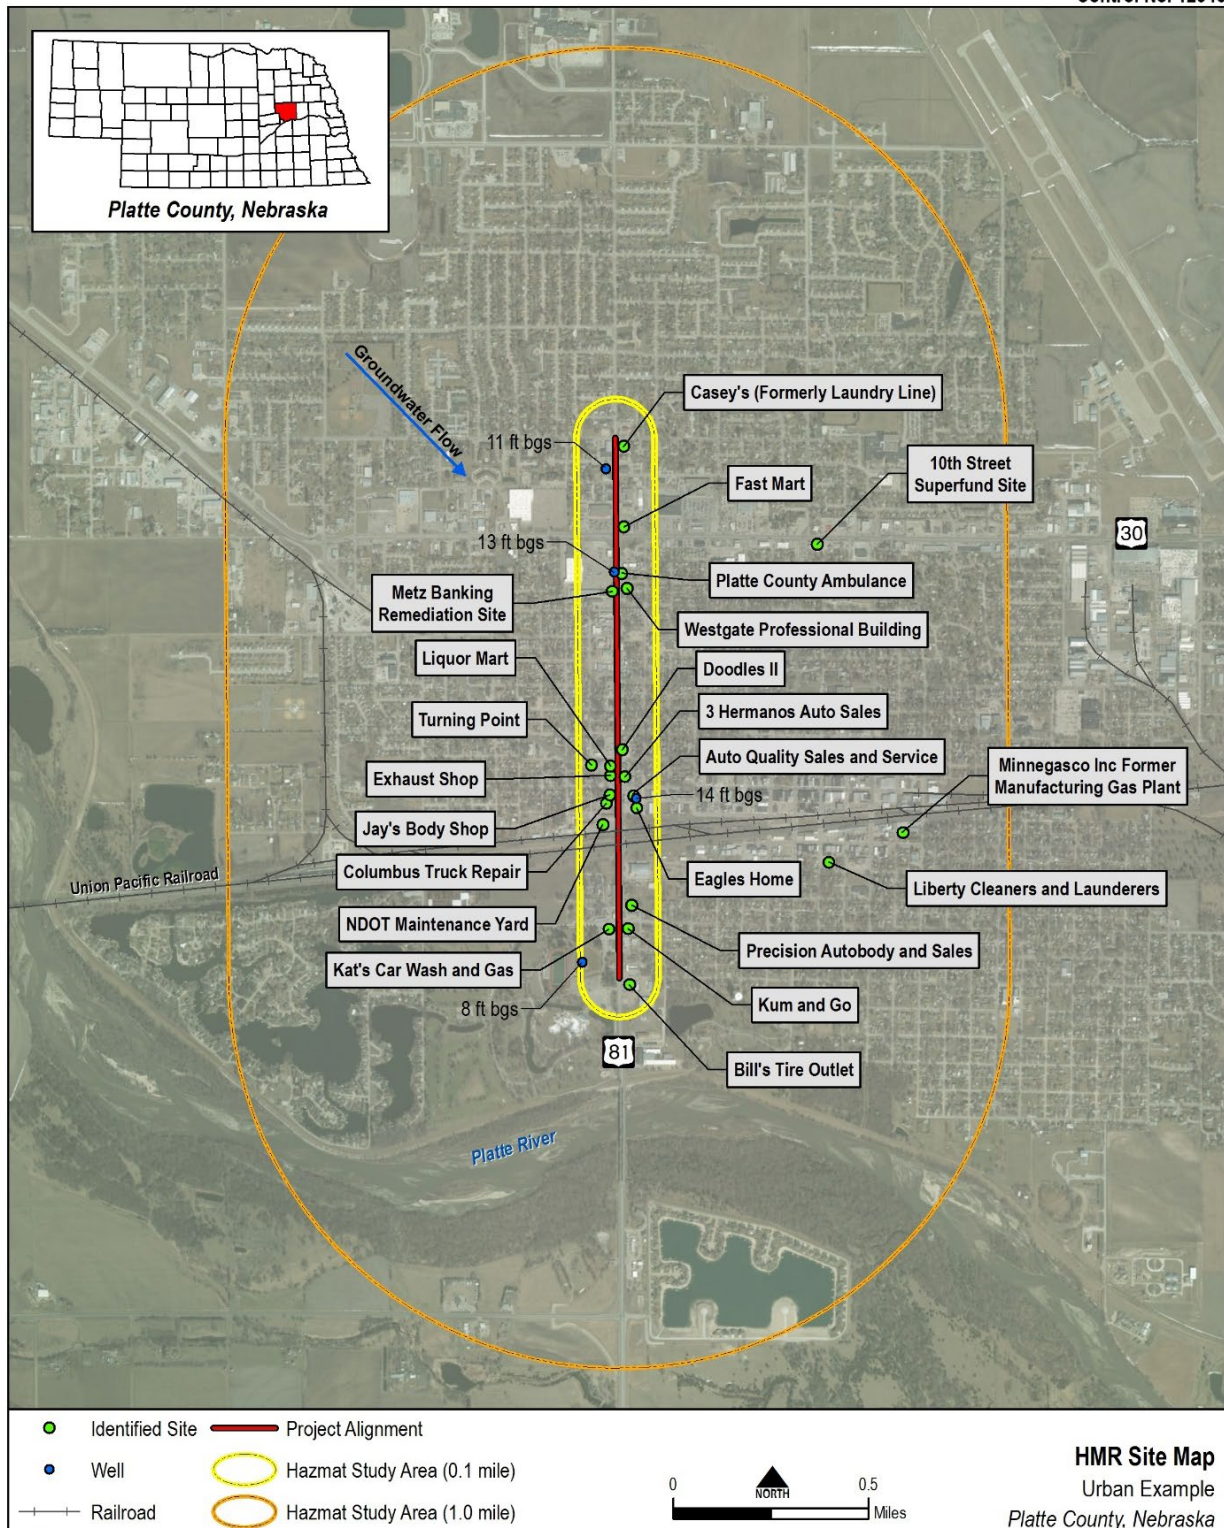 Platte County, Nebraska
Groundwater Flow
Casey's (Formerly Laundry Line)
11 ft bgs
10th Street
Superfund Site
Fast Mart
30
13 ft bgs
Platte County Ambulance
Metz Banking
Remediation Site
Westgate Professional Building
Liquor Mart
Doodles II
Turning Point
3 Hermanos Auto Sales
Auto Quality Sales and Service
Exhaust Shop
Minnegasco Inc Former
Manufacturing Gas Plant
14 ft bgs
Jay's Body Shop
Columbus Truck Repair
Eagles Home
Union Pacific Railroad
Liberty Cleaners and Launderers
NDOT Maintenance Yard
Precision Autobody and Sales
Kat's Car Wash and Gas
8 ft bgs
Kum and Go
81
Bill's Tire Outlet
Platte River
Identified Site
Project Alignment
Well
Hazmat Study Area (0.1 mile)
Railroad
Hazmat Study Area (1.0 mile)
0
NORTH
0.5
Miles
HMR Site Map
Urban Example
Platte County, Nebraska